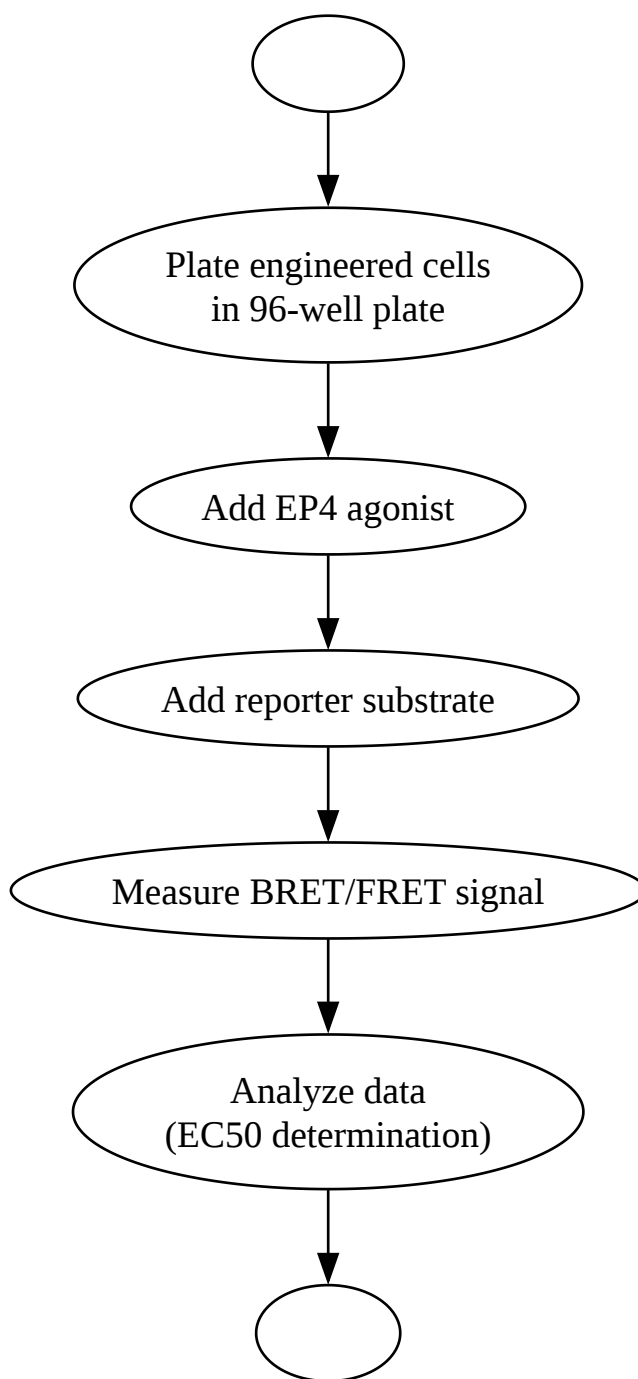 Plate engineered cells
in 96-well plate
Add EP4 agonist
Add reporter substrate
Measure BRET/FRET signal
Analyze data
(EC50 determination)